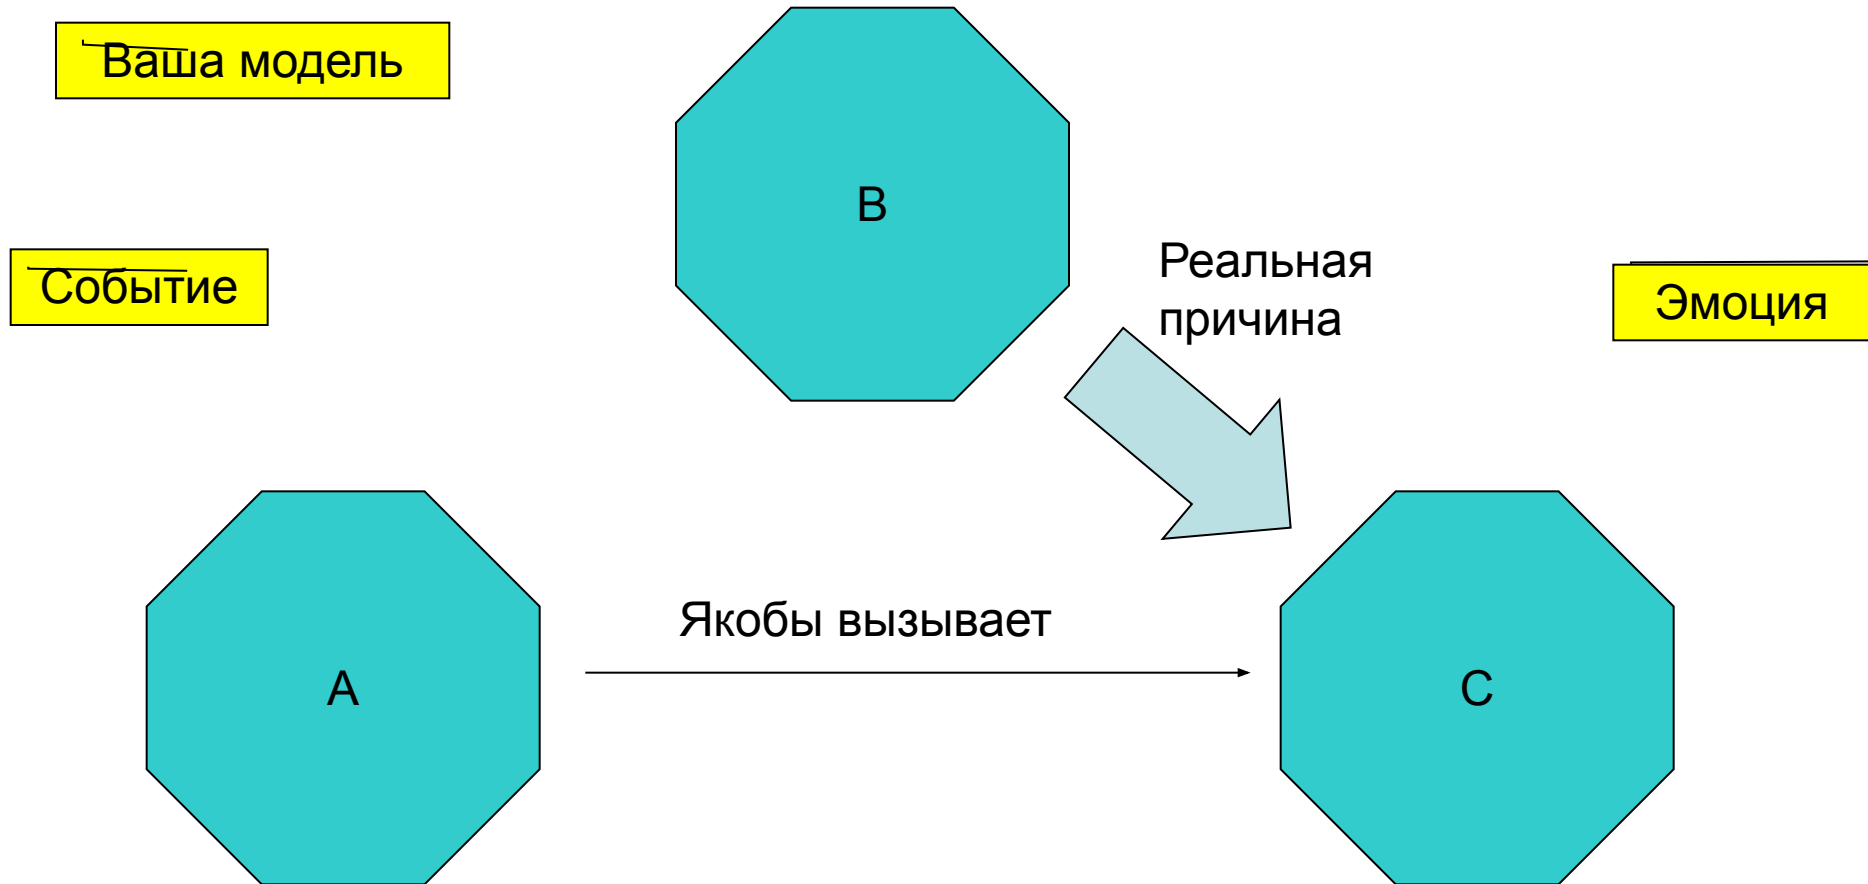 Ваша модель
В
Событие
Реальная
причина
Эмоция
Якобы вызывает
А
С